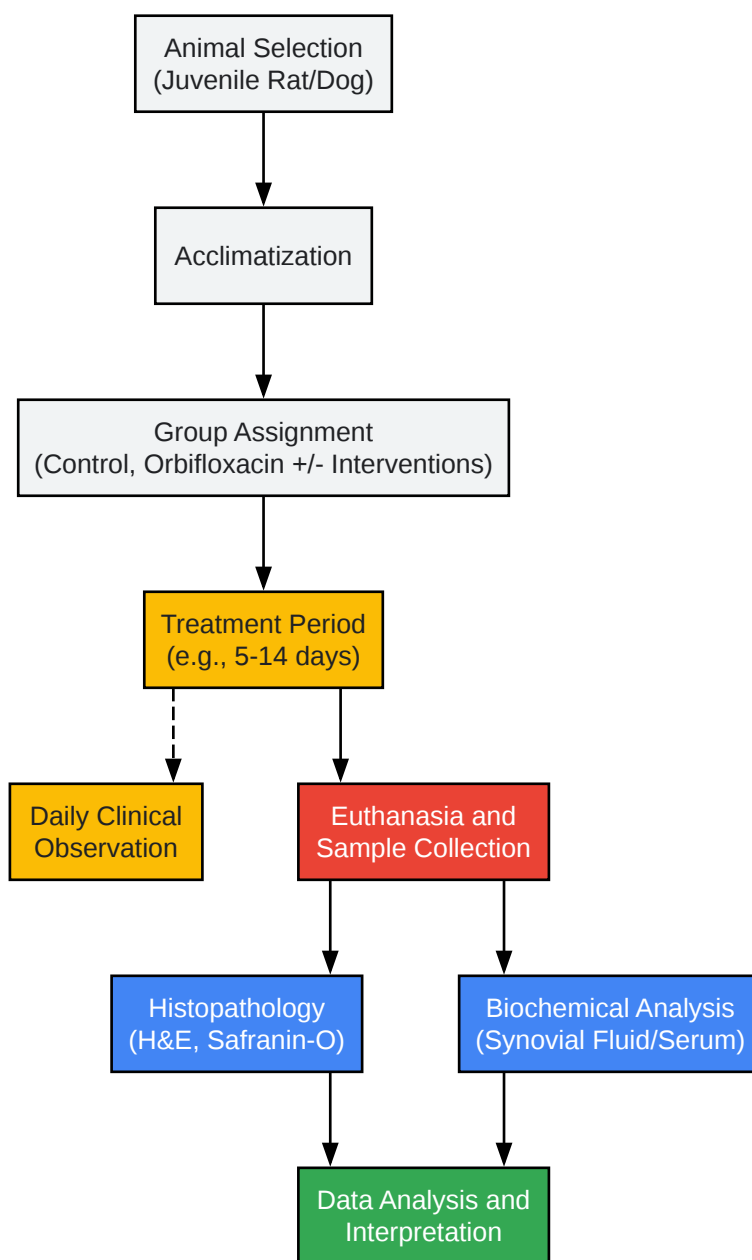 Animal Selection
(Juvenile Rat/Dog)
Acclimatization
Group Assignment
(Control, Orbifloxacin +/- Interventions)
Treatment Period
(e.g., 5-14 days)
Daily Clinical
Observation
Euthanasia and
Sample Collection
Histopathology
(H&E, Safranin-O)
Biochemical Analysis
(Synovial Fluid/Serum)
Data Analysis and
Interpretation